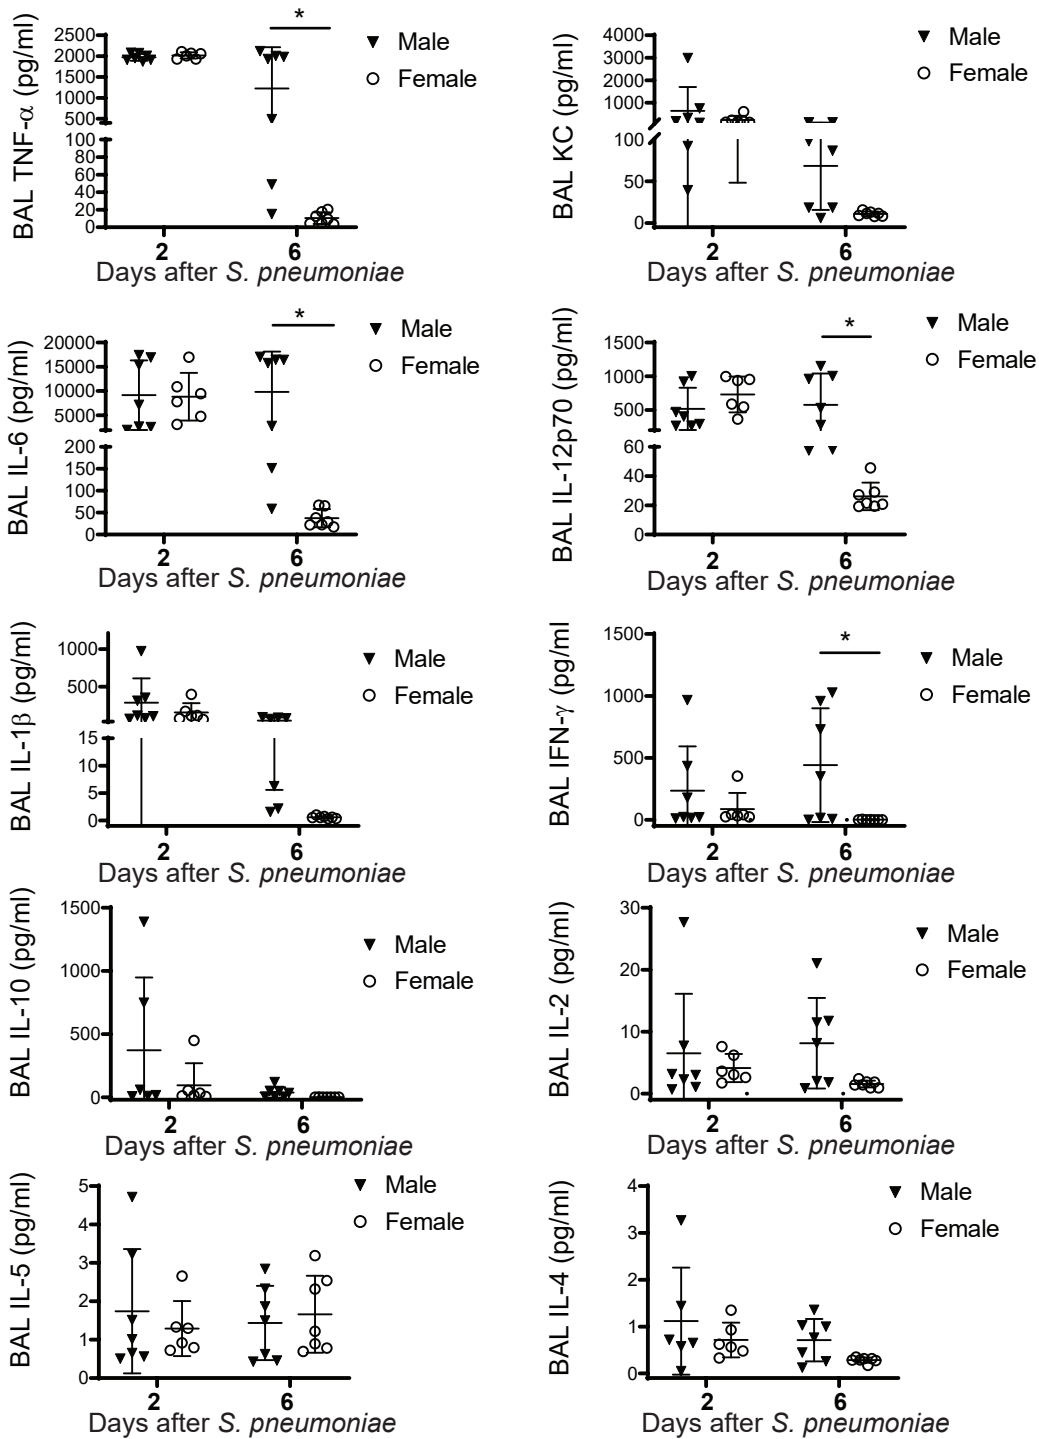 BAL TNF-α (pg/ml)
2500
2000
1500
1000
500
100
80
60
40
20
0
*
Male
Female
2
6
Days after S. pneumoniae
BAL KC (pg/ml)
4000
3000
2000
1000
100
50
0
Male
Female
2
6
Days after S. pneumoniae
BAL IL-6 (pg/ml)
20000
15000
10000
5000
200
150
100
50
0
*
Male
Female
2
6
Days after S. pneumoniae
BAL IL-12p70 (pg/ml)
1500
1000
500
60
40
20
0
*
Male
Female
2
6
Days after S. pneumoniae
BAL IL-1β (pg/ml)
1000
500
15
10
5
0
Male
Female
2
6
Days after S. pneumoniae
BAL IFN-γ (pg/ml
1500
1000
500
0
*
Male
Female
2
6
Days after S. pneumoniae
BAL IL-10 (pg/ml)
1500
1000
500
0
Male
Female
2
6
Days after S. pneumoniae
BAL IL-2 (pg/ml)
30
20
10
0
Male
Female
2
6
Days after S. pneumoniae
BAL IL-5 (pg/ml)
5
4
3
2
1
0
Male
Female
2
6
Days after S. pneumoniae
BAL IL-4 (pg/ml)
4
3
2
1
0
Male
Female
2
6
Days after S. pneumoniae